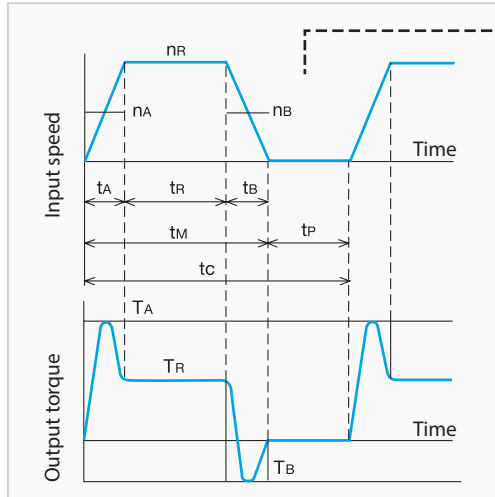 nR
nA
nB
Time
Input speed
tA
tR
tB
tM
tP
tc
TA
TR
Time
TB
Output torque